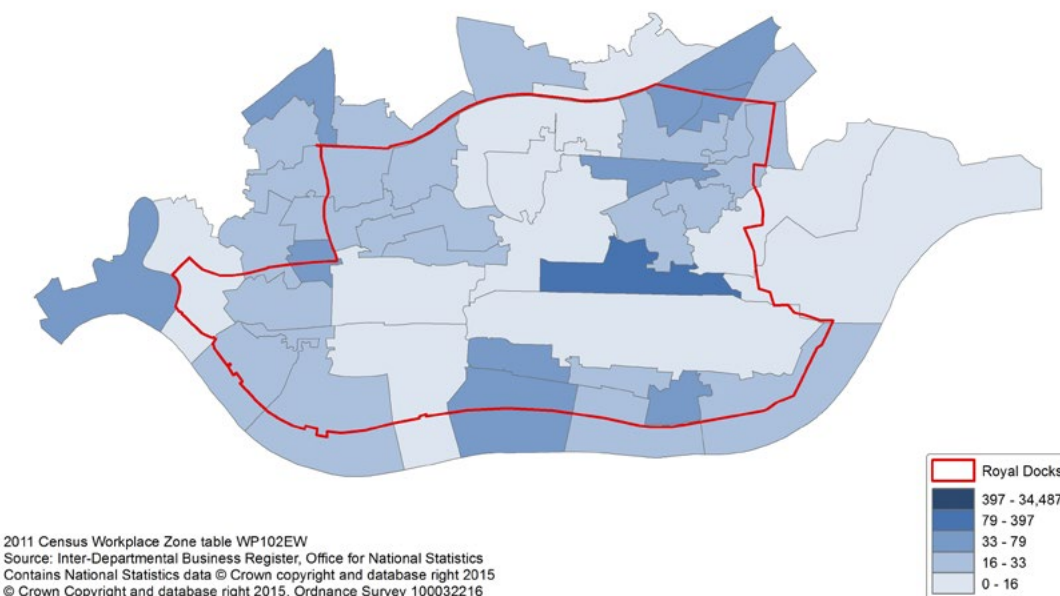 Royal Docks
397 - 34,487
79 - 397
33 - 79
16 - 33
0 - 16
2011 Census Workplace Zone table WP102EW
Source: Inter-Departmental Business Register, Office for National Statistics
Contains National Statistics data © Crown copyright and database right 2015
© Crown Copyright and database right 2015. Ordnance Survey 100032216